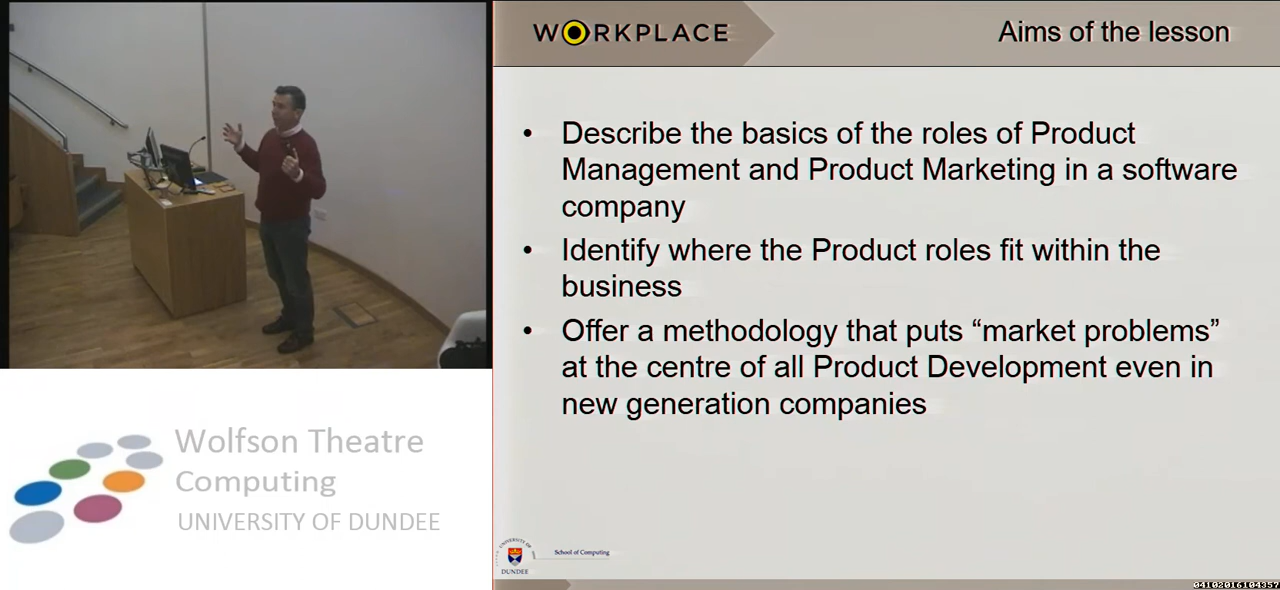 WORKPLACE
Aims of the lesson
• Describe the basics of the roles of Product
Management and Product Marketing in a software
company
• Identify where the Product roles fit within the
business
• Offer a methodology that puts “market problems”
at the centre of all Product Development even in
new generation companies
Wolfson Theatre
Computing
UNIVERSITY OF DUNDEE
UNIVERSITY OF
DUNDEE
School of Computing
04102016104357